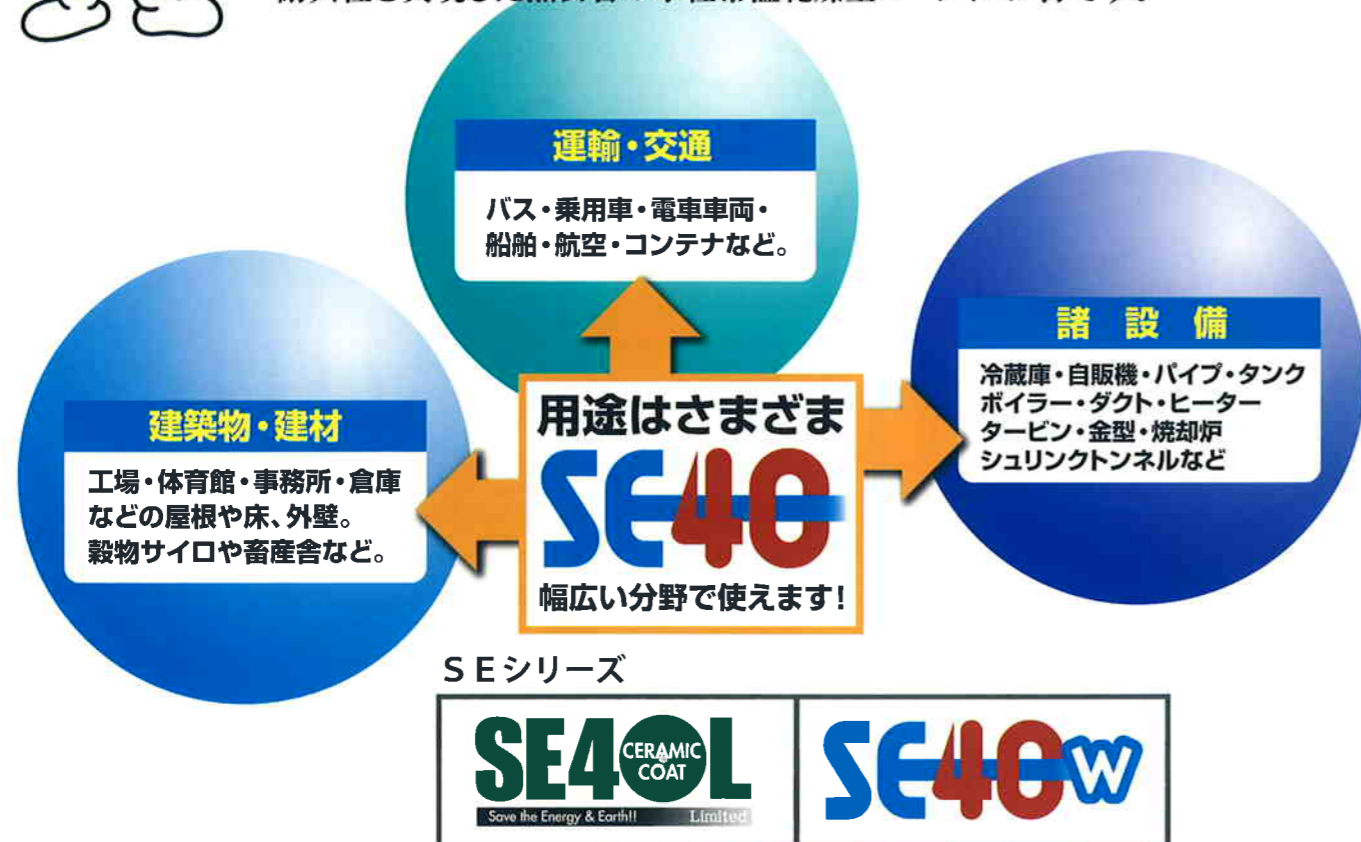 運輸・交通
バス・乗用車・電車車両・
船舶・航空・コンテナなど。
諸 設 備
冷蔵庫・自販機・パイプ・タンク
ボイラー・ダクト・ヒーター
タービン・金型・焼却炉
シュリンクトンネルなど
建築物・建材
工場・体育館・事務所・倉庫
などの屋根や床、外壁。
穀物サイロや畜産舎など。
用途はさまざま
SE40
幅広い分野で使えます!
SEシリーズ
SE40L
CERAMIC
COAT
Save the Energy & Earth!! Limited
SE40W